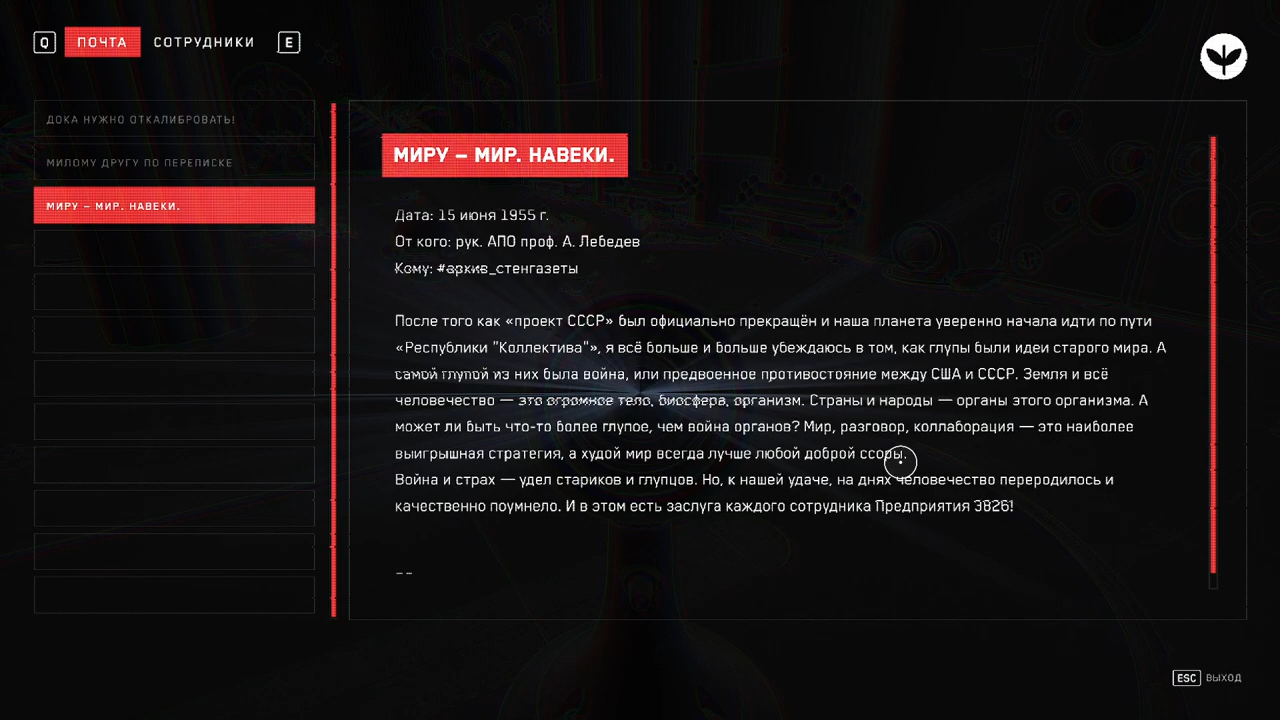 Q ПОЧТА СОТРУДНИКИ E
ДОКА НУЖНО ОТКАЛИБРОВАТЬ!
МИЛОМУ ДРУГУ ПО ПЕРЕПИСКЕ
МИРУ – МИР. НАВЕКИ.
МИРУ – МИР. НАВЕКИ.
Дата: 15 июня 1955 г.
От кого: рук. АПО проф. А. Лебедев
Кому: #архив_стенгазеты
После того как «проект СССР» был официально прекращён и наша планета уверенно начала идти по пути
«Республики "Коллектива"», я всё больше и больше убеждаюсь в том, как глупы были идеи старого мира. А
самой глупой из них была война, или предвоенное противостояние между США и СССР. Земля и всё
человечество — это огромное тело, биосфера, организм. Страны и народы — органы этого организма. А
может ли быть что-то более глупое, чем война органов? Мир, разговор, коллаборация — это наиболее
выигрышная стратегия, а худой мир всегда лучше любой доброй ссоры.
Война и страх — удел стариков и глупцов. Но, к нашей удаче, на днях человечество переродилось и
качественно поумнело. И в этом есть заслуга каждого сотрудника Предприятия 3826!
--
ESC ВЫХОД